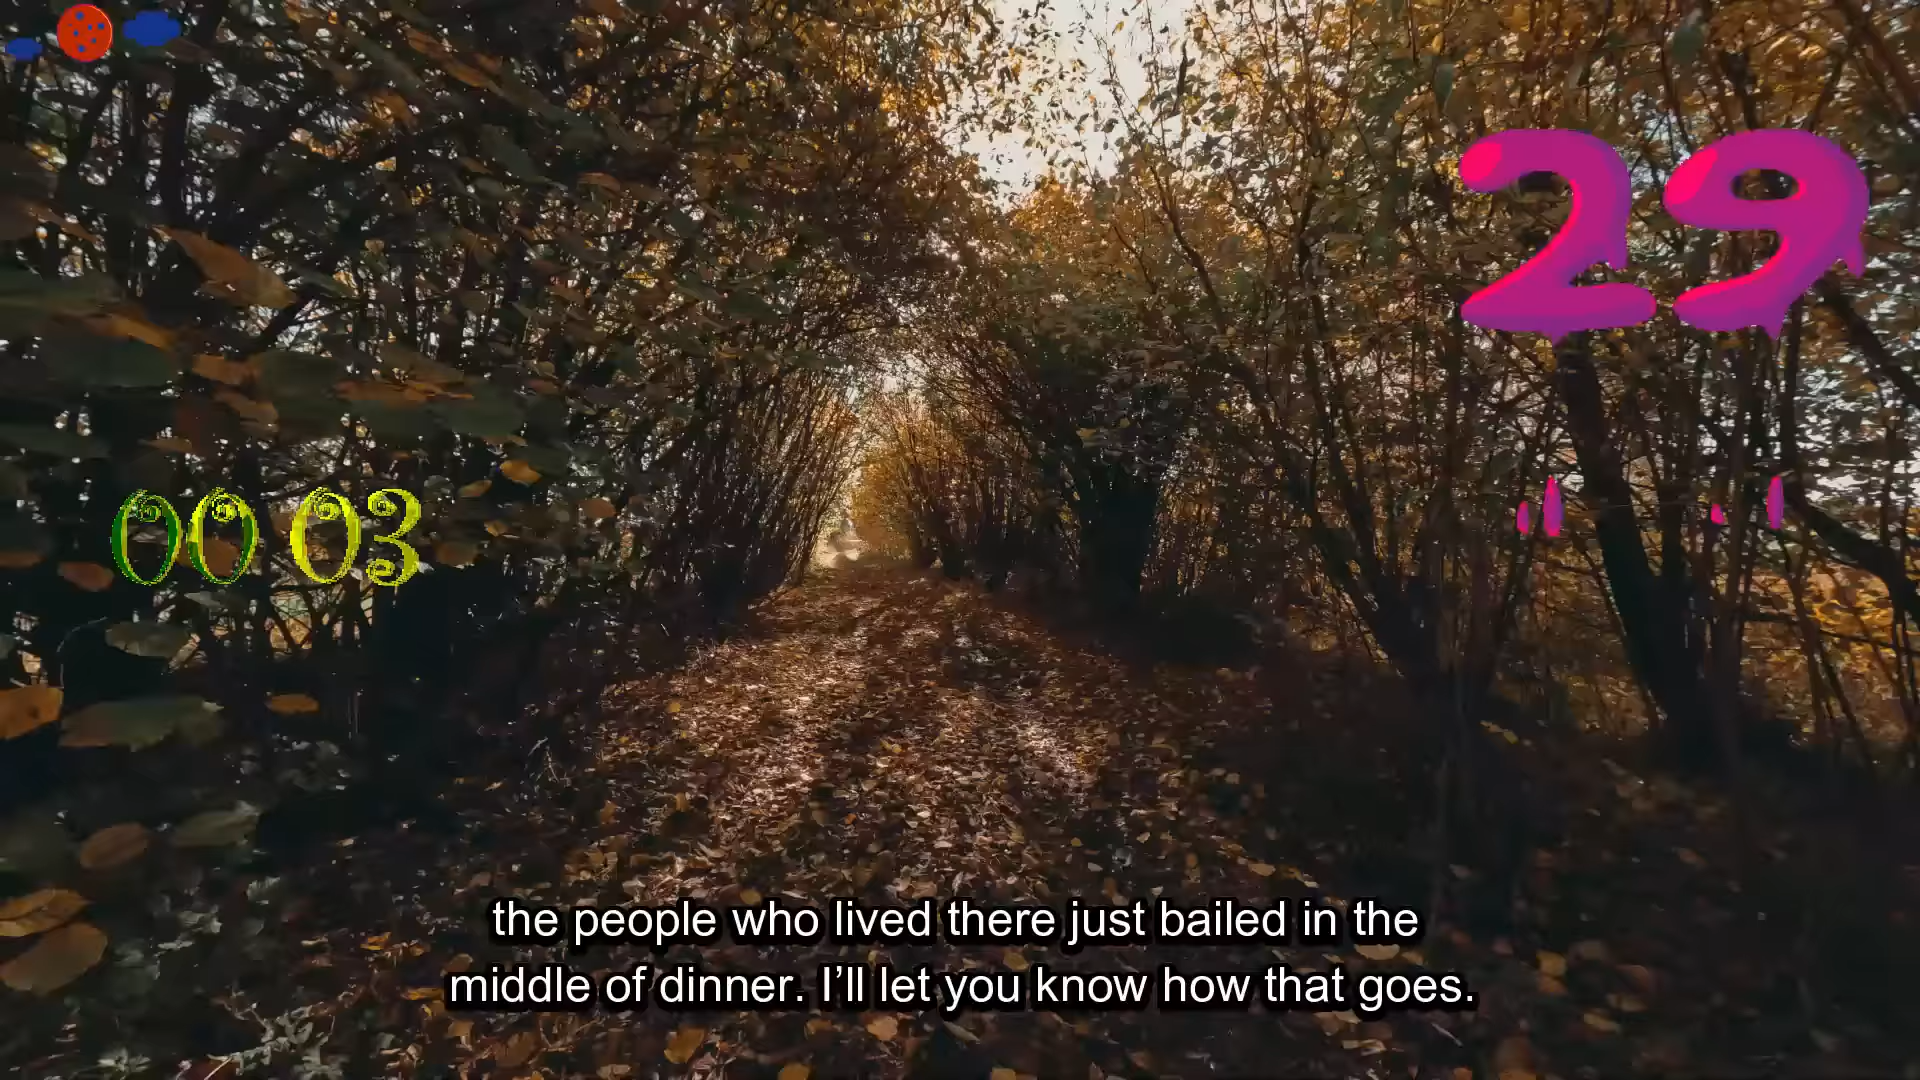 29
00 03
the people who lived there just bailed in the
middle of dinner. I’ll let you know how that goes.